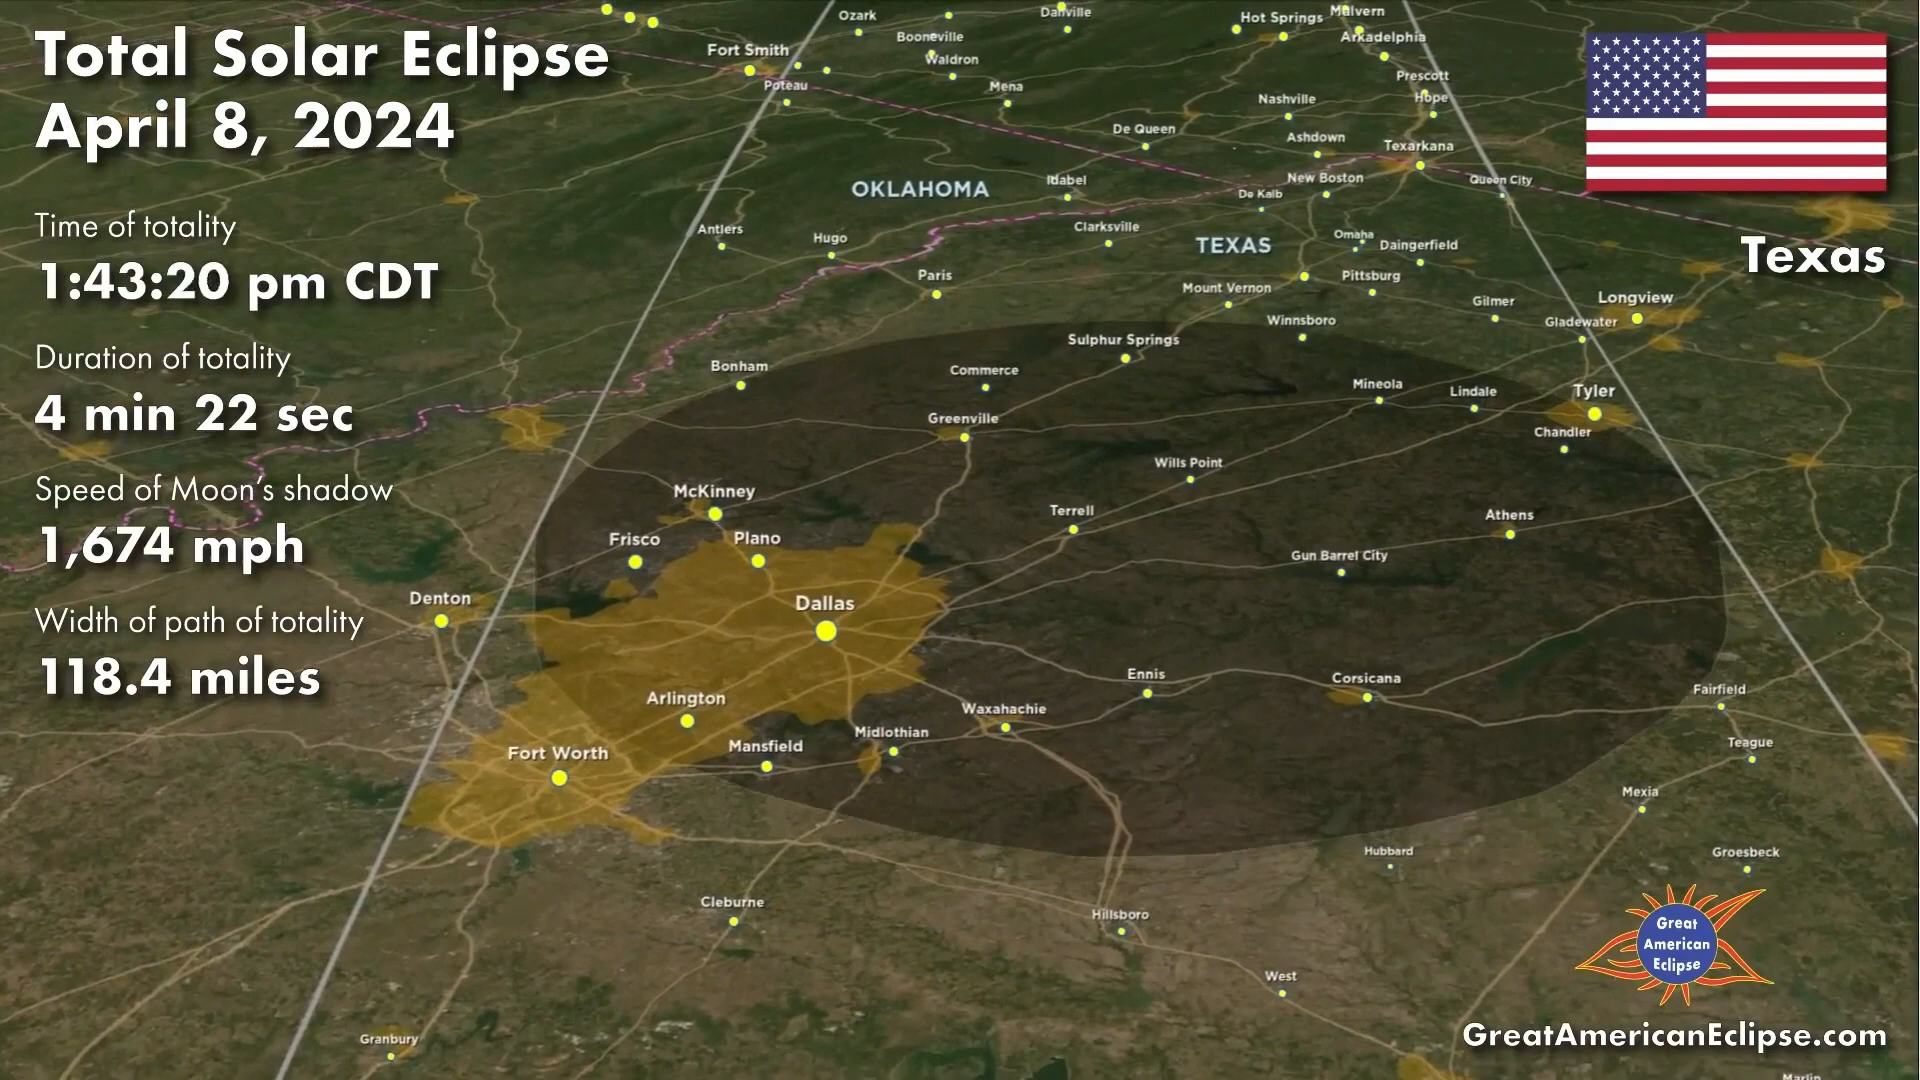 Total Solar Eclipse
April 8, 2024
Time of totality
1:43:20 pm CDT
Duration of totality
4 min 22 sec
Speed of Moon's shadow
1,674 mph
Width of path of totality
118.4 miles
Texas
Ozark
Danville
Hot Springs
Malvern
Booneville
Arkadelphia
Fort Smith
Waldron
Poteau
Mena
Prescott
Nashville
Hope
De Queen
Ashdown
Texarkana
OKLAHOMA
Idabel
New Boston
Queen City
De Kalb
Antlers
Hugo
Clarksville
TEXAS
Omaha
Daingerfield
Paris
Mount Vernon
Pittsburg
Gilmer
Longview
Winnsboro
Gladewater
Sulphur Springs
Bonham
Commerce
Mineola
Lindale
Tyler
Greenville
Chandler
Wills Point
McKinney
Terrell
Athens
Frisco
Plano
Gun Barrel City
Denton
Dallas
Ennis
Corsicana
Fairfield
Arlington
Waxahachie
Midlothian
Mansfield
Teague
Fort Worth
Mexia
Hubbard
Groesbeck
Cleburne
Hillsboro
West
Granbury
Marlin
Great
American
Eclipse
GreatAmericanEclipse.com